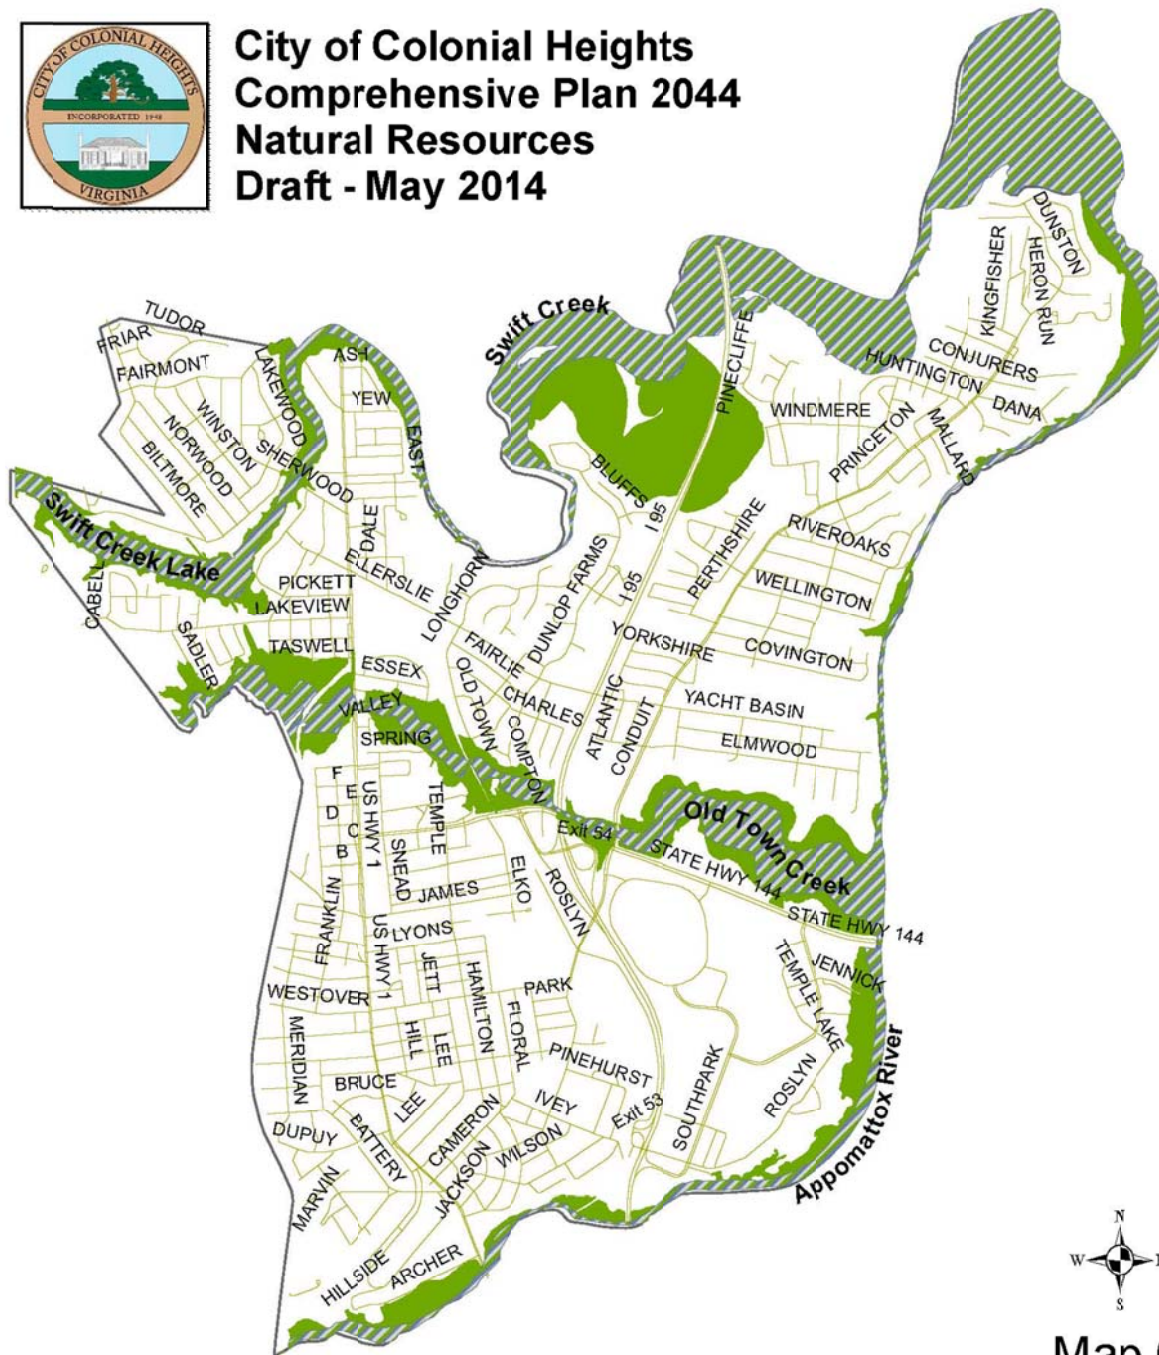 CITY OF COLONIAL HEIGHTS
INCORPORATED 1948
VIRGINIA
City of Colonial Heights
Comprehensive Plan 2044
Natural Resources
Draft - May 2014
DUNSTON
KINGFISHER
HERON RUN
TUDOR
FRIAR
FAIRMONT
LAKEWOOD
ASH
Swift Creek
PINECLIFFE
CONJURERS
HUNTINGTON
YEW
WINDMERE
DANA
WINSTON
NORWOOD
BILTMORE
SHERWOOD
EAST
PRINCETON
MALLARD
BLUFFS
I 95
Swift Creek Lake
DALE
ELLERSLIE
PERTHSHIRE
RIVEROAKS
CABELL
PICKETT
LAKEVIEW
LONGHORN
DUNLOP FARMS
I 95
WELLINGTON
SADLER
TASWELL
ESSEX
FAIRLIE
YORKSHIRE
COVINGTON
OLD TOWN
CHARLES
ATLANTIC
VALLEY
CONDUIT
YACHT BASIN
SPRING
COMPTON
ELMWOOD
F
E
D
C
B
US HWY 1
TEMPLE
Exit 54
Old Town Creek
SNEAD
STATE HWY 144
JAMES
ELKO
ROSLYN
FRANKLIN
US HWY 1
LYONS
STATE HWY 144
JETT
HAMILTON
TEMPLE LAKE
JENNICK
WESTOVER
PARK
MERIDIAN
HILL
LEE
FLORAL
PINEHURST
SOUTHPARK
ROSLYN
Appomattox River
BRUCE
LEE
IVEY
Exit 53
DUPUY
BATTERY
CAMERON
WILSON
JACKSON
MARVIN
HILLSIDE
ARCHER
N
W
S
Map